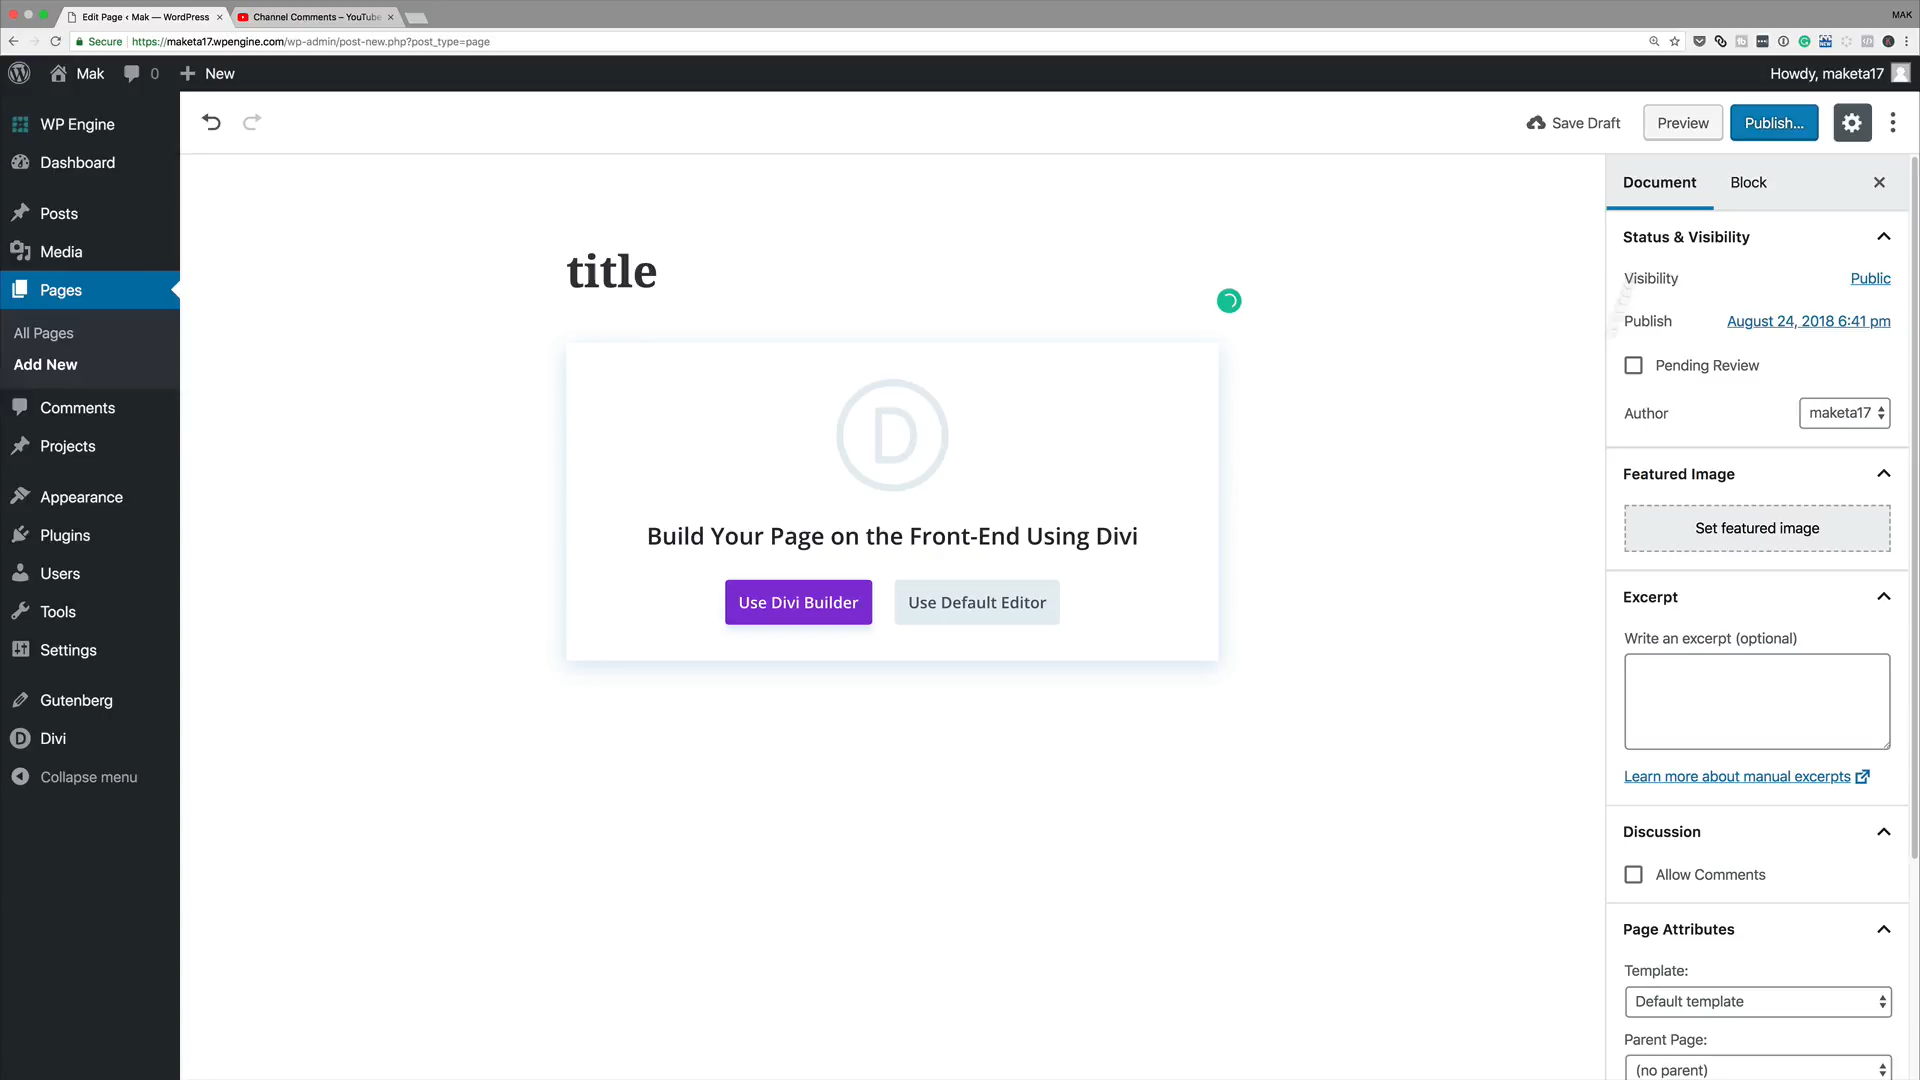 Edit Page ‹ Mak — WordPress
Channel Comments – YouTube
MAK
Secure
https://maketa17.wpengine.com/wp-admin/post-new.php?post_type=page
Mak
0
New
Howdy, maketa17
WP Engine
Dashboard
Posts
Media
Pages
All Pages
Add New
Comments
Projects
Appearance
Plugins
Users
Tools
Settings
Gutenberg
Divi
Collapse menu
Save Draft
Preview
Publish...
title
D
Build Your Page on the Front-End Using Divi
Use Divi Builder
Use Default Editor
Document
Block
Status & Visibility
Visibility
Public
Publish
August 24, 2018 6:41 pm
Pending Review
Author
maketa17
Featured Image
Set featured image
Excerpt
Write an excerpt (optional)
Learn more about manual excerpts
Discussion
Allow Comments
Page Attributes
Template:
Default template
Parent Page:
(no parent)